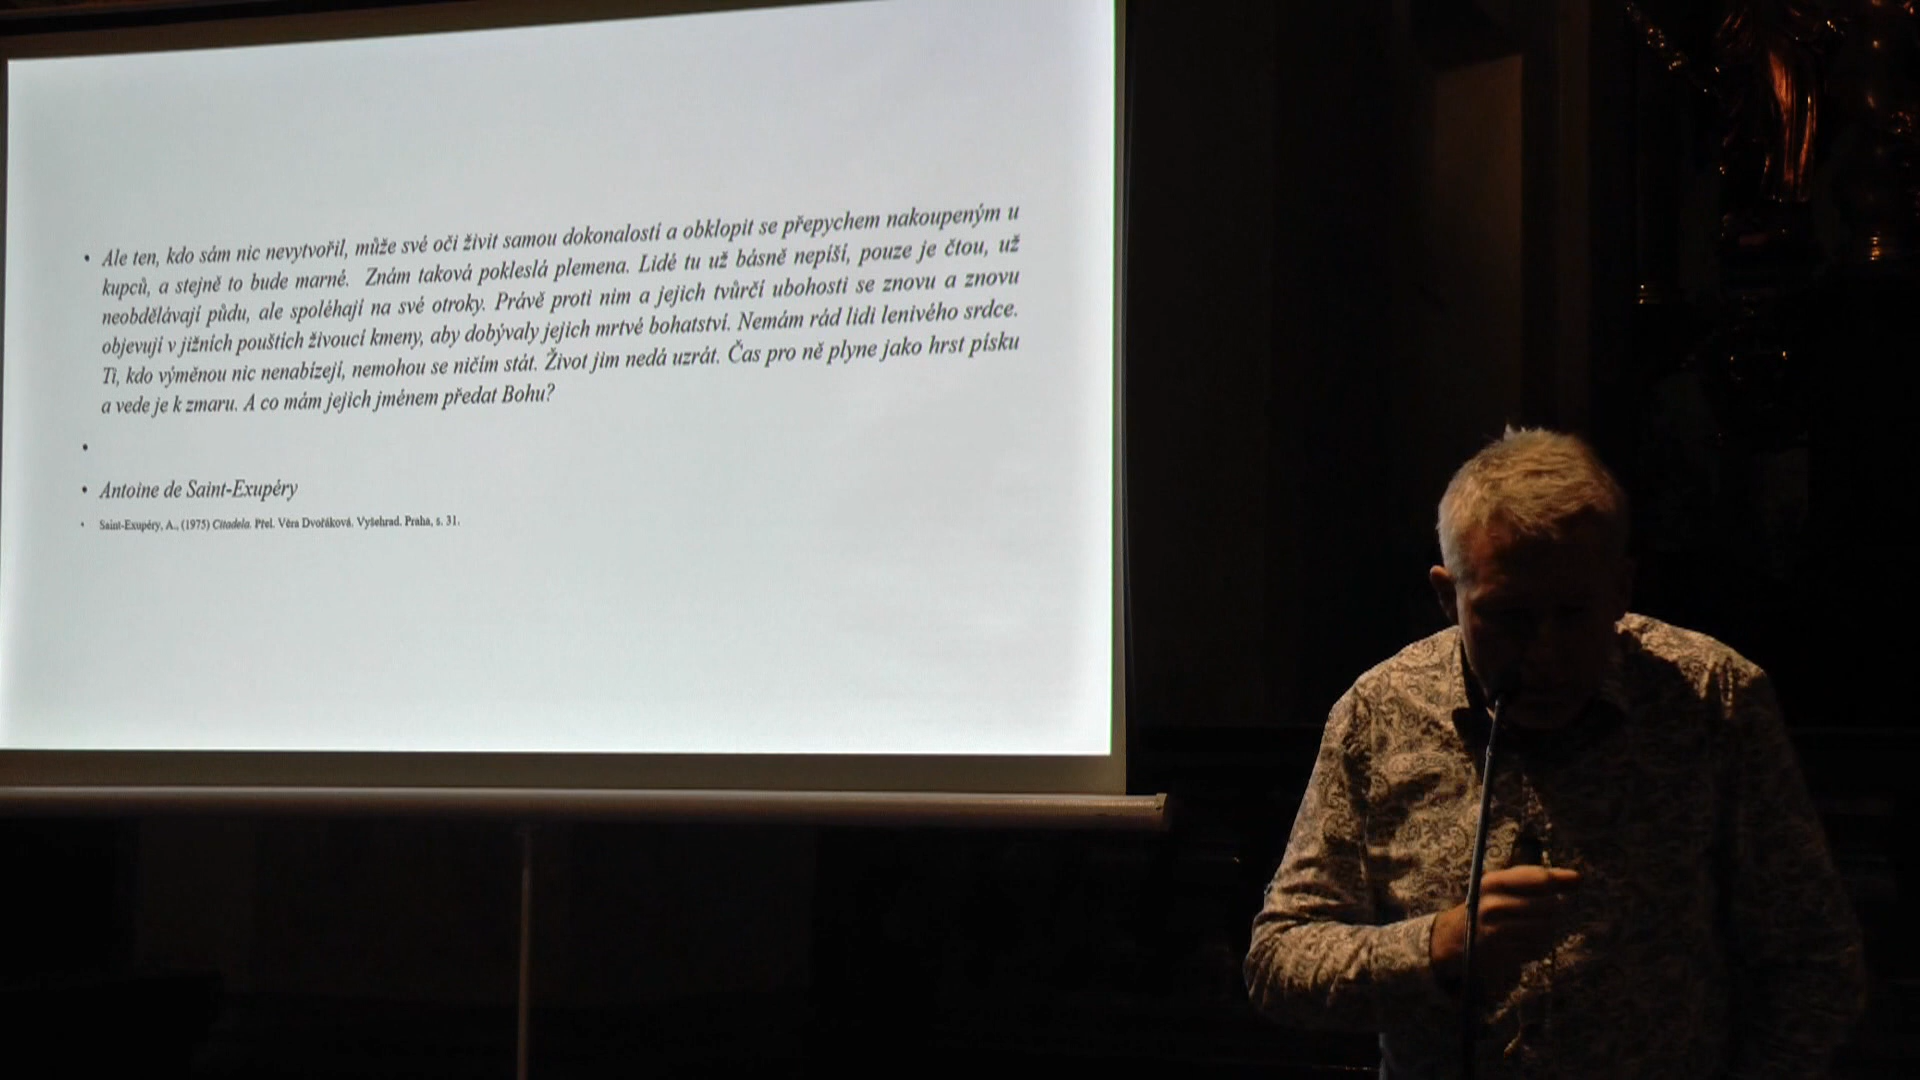 • Ale ten, kdo sám nic nevytvořil, může své oči živit samou dokonalostí a obklopit se přepychem nakoupeným u
kupců, a stejně to bude marné. Znám taková pokleslá plemena. Lidé tu už básně nepíší, pouze je čtou, už
neobdělávají půdu, ale spoléhají na své otroky. Právě proti nim a jejich tvůrčí ubohosti se znovu a znovu
objevují v jižních pouštích živoucí kmeny, aby dobývaly jejich mrtvé bohatství. Nemám rád lidi lenivého srdce.
Ti, kdo výměnou nic nenabízejí, nemohou se ničím stát. Život jim nedá uzrát. Čas pro ně plyne jako hrst písku
a vede je k zmaru. A co mám jejich jménem předat Bohu?
•
• Antoine de Saint-Exupéry
• Saint-Exupéry, A., (1975) Citadela. Přel. Věra Dvořáková. Vyšehrad. Praha, s. 31.